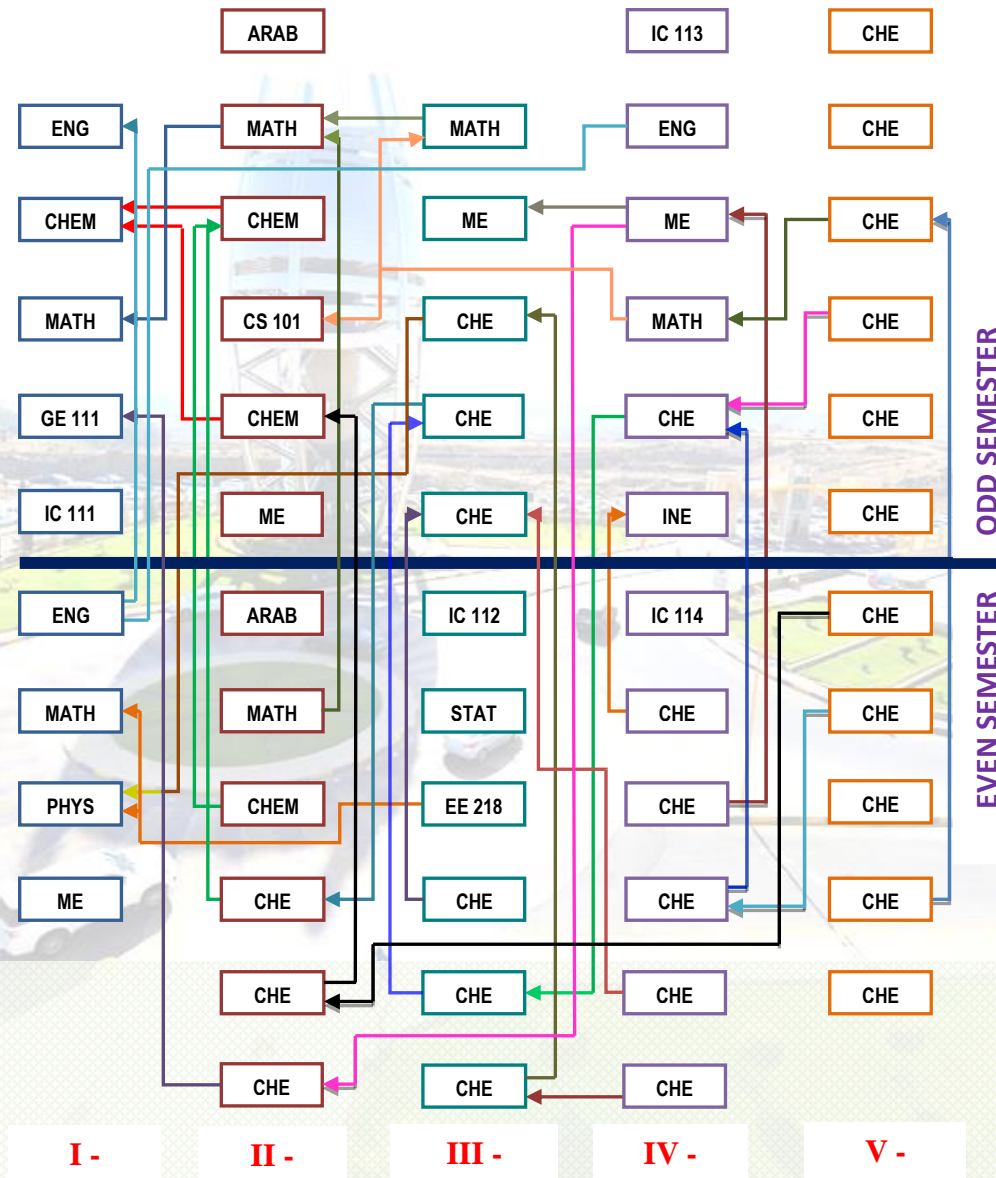 ARAB
IC 113
CHE
ENG
MATH
MATH
ENG
CHE
CHEM
CHEM
ME
ME
CHE
MATH
CS 101
CHE
MATH
CHE
GE 111
CHEM
CHE
CHE
CHE
IC 111
ME
CHE
INE
CHE
ODD SEMESTER
ENG
ARAB
IC 112
IC 114
CHE
MATH
MATH
STAT
CHE
CHE
PHYS
CHEM
EE 218
CHE
CHE
ME
CHE
CHE
CHE
CHE
CHE
CHE
CHE
CHE
CHE
CHE
CHE
EVEN SEMESTER
I -
II -
III -
IV -
V -